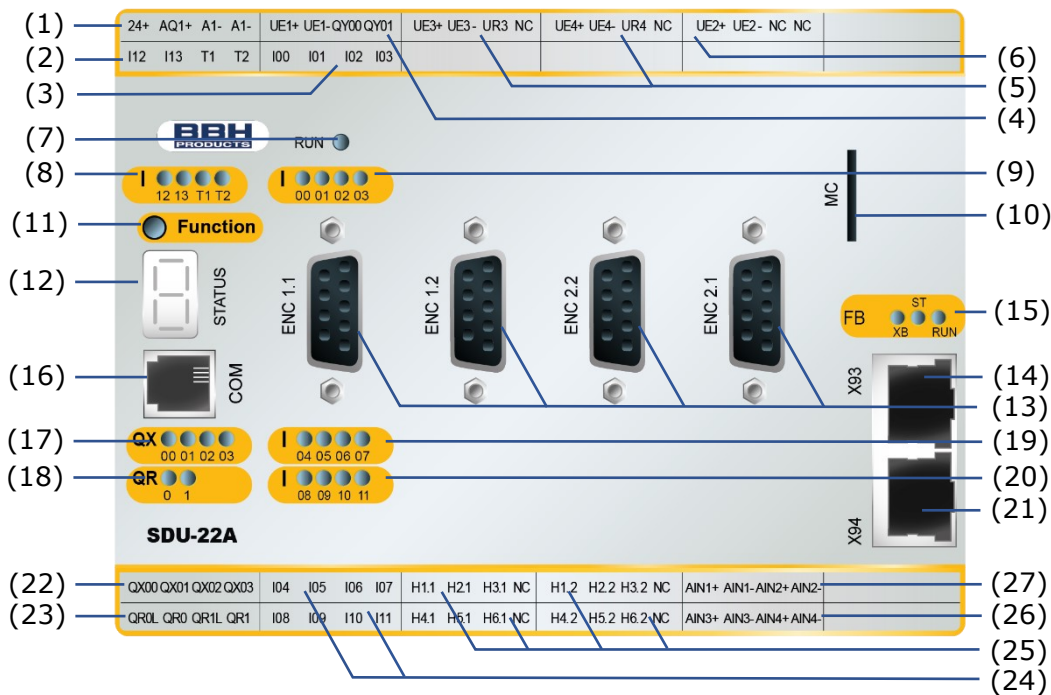 (1) 24+ AQ1+ A1- A1- UE1+ UE1- QY00 QY01 UE3+ UE3- UR3 NC UE4+ UE4- UR4 NC UE2+ UE2- NC NC
(2) I12 I13 T1 T2 I00 I01 I02 I03 (6)
(3) (5)
(4)
(7) BBH PRODUCTS RUN
(8) I 12 13 T1 T2 I 00 01 02 03 (9)
MC (10)
(11) Function
(12) STATUS ENC 1.1 ENC 1.2 ENC 2.2 ENC 2.1
FB XB ST RUN (15)
(16) COM X93 (14)
(13)
(17) QX 00 01 02 03 I 04 05 06 07 (19)
(18) QR 0 1 I 08 09 10 11 (20)
(21)
SDU-22A X94
(22) QX00 QX01 QX02 QX03 I04 I05 I06 I07 H1.1 H2.1 H3.1 NC H1.2 H2.2 H3.2 NC AIN1+ AIN1- AIN2+ AIN2- (27)
(23) QR0L QR0 QR1L QR1 I08 I09 I10 I11 H4.1 H5.1 H6.1 NC H4.2 H5.2 H6.2 NC AIN3+ AIN3- AIN4+ AIN4- (26)
(25)
(24)